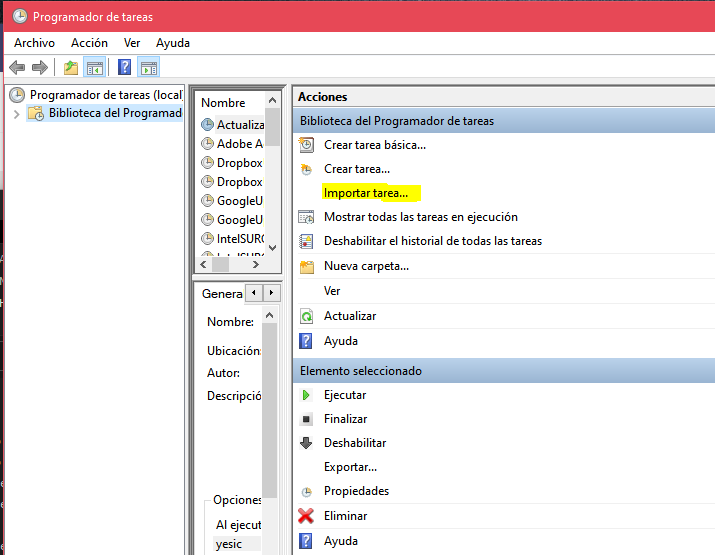 Programador de tareas
Archivo Acción Ver Ayuda
Programador de tareas (local
Biblioteca del Programad
Nombre
Actualiza
Adobe A
Dropbox
Dropbox
GoogleU
GoogleU
IntelSURC
Genera
Nombre:
Ubicación:
Autor:
Descripció
Opciones
Al ejecut
yesic
Acciones
Biblioteca del Programador de tareas
Crear tarea básica...
Crear tarea...
Importar tarea...
Mostrar todas las tareas en ejecución
Deshabilitar el historial de todas las tareas
Nueva carpeta...
Ver
Actualizar
Ayuda
Elemento seleccionado
Ejecutar
Finalizar
Deshabilitar
Exportar...
Propiedades
Eliminar
Ayuda